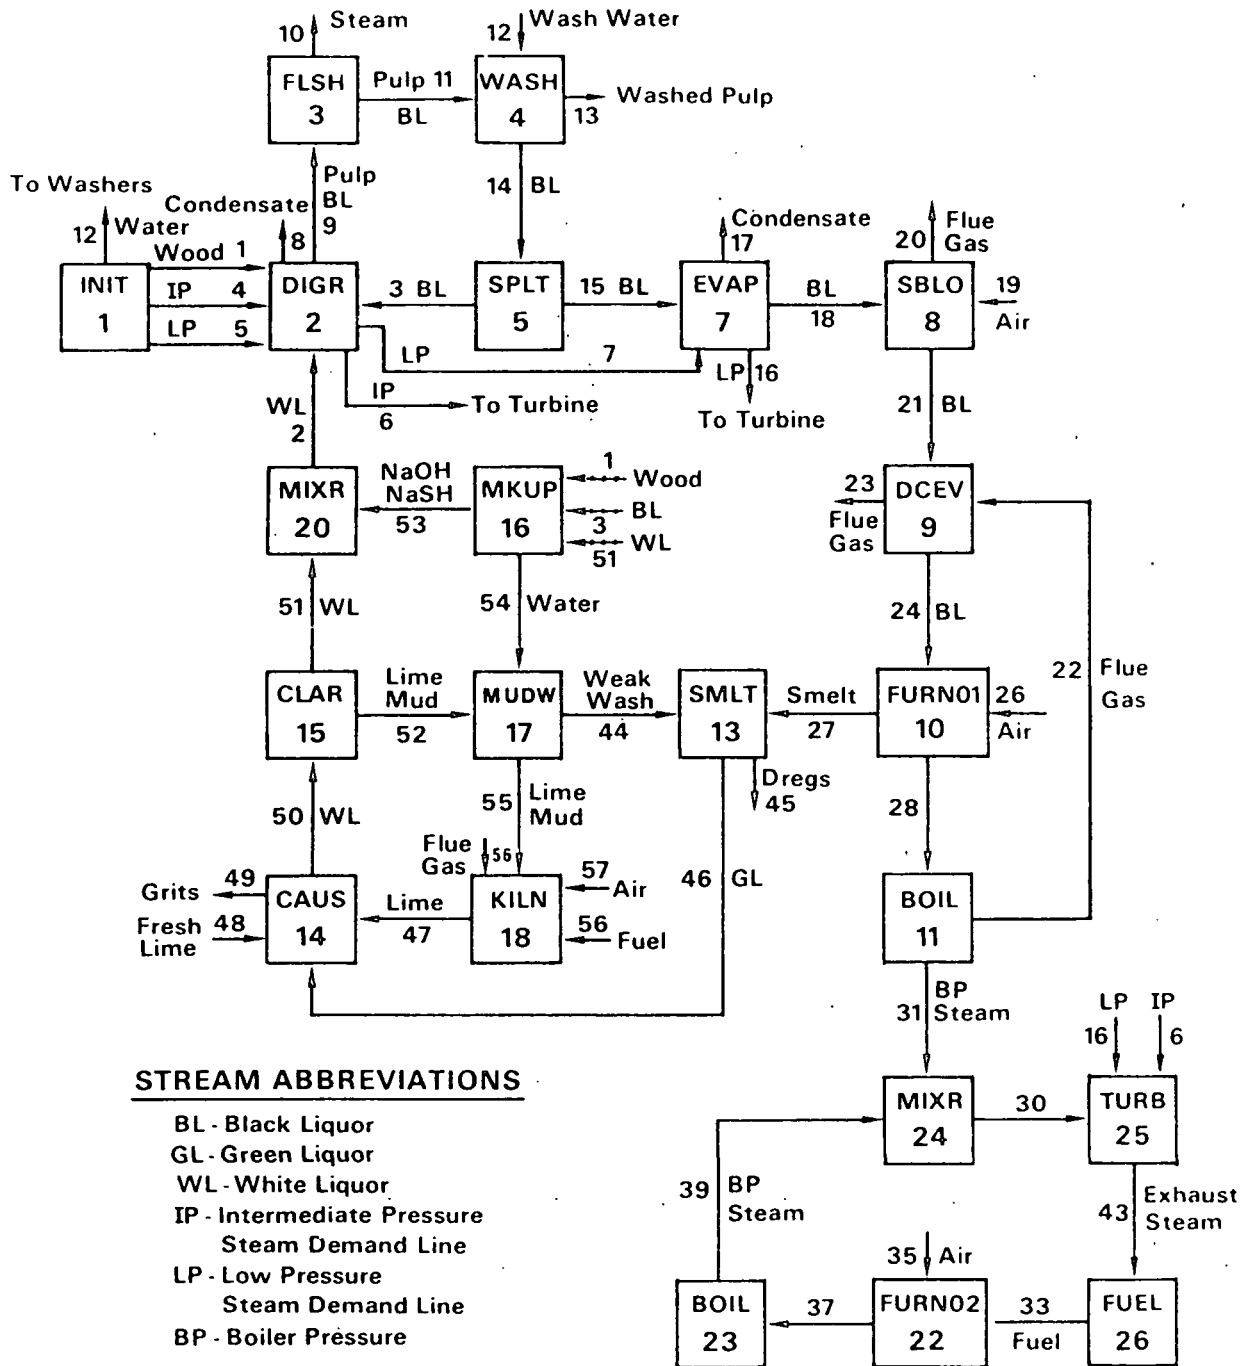 10 Steam
12 Wash Water
FLSH
3
Pulp 11
BL
WASH
4
Washed Pulp
13
To Washers
12 Water
Condensate
8
Pulp
BL
9
14 BL
Condensate
17
20 Flue
Gas
INIT
1
Wood 1
IP 4
LP 5
DIGR
2
3 BL
SPLT
5
15 BL
EVAP
7
BL
18
SBLO
8
19
Air
LP 7
LP 16
To Turbine
IP
6
To Turbine
21 BL
WL
2
MIXR
20
NaOH
NaSH
53
MKUP
16
1 Wood
BL
3
WL
51
23
Flue
Gas
DCEV
9
51 WL
54 Water
24 BL
22 Flue
Gas
CLAR
15
Lime
Mud
52
MUDW
17
Weak
Wash
44
SMLT
13
Smelt
27
FURN01
10
26
Air
Dregs
45
50 WL
55 Lime
Mud
28
Flue
Gas
56
46 GL
Grits 49
Fresh
Lime
48
CAUS
14
Lime
47
KILN
18
57
Air
56
Fuel
BOIL
11
31 BP
Steam
LP
16
IP
6
STREAM ABBREVIATIONS
BL - Black Liquor
GL - Green Liquor
WL - White Liquor
IP - Intermediate Pressure
Steam Demand Line
LP - Low Pressure
Steam Demand Line
BP - Boiler Pressure
MIXR
24
30
TURB
25
39 BP
Steam
43 Exhaust
Steam
35 Air
BOIL
23
37
FURN02
22
33
Fuel
FUEL
26